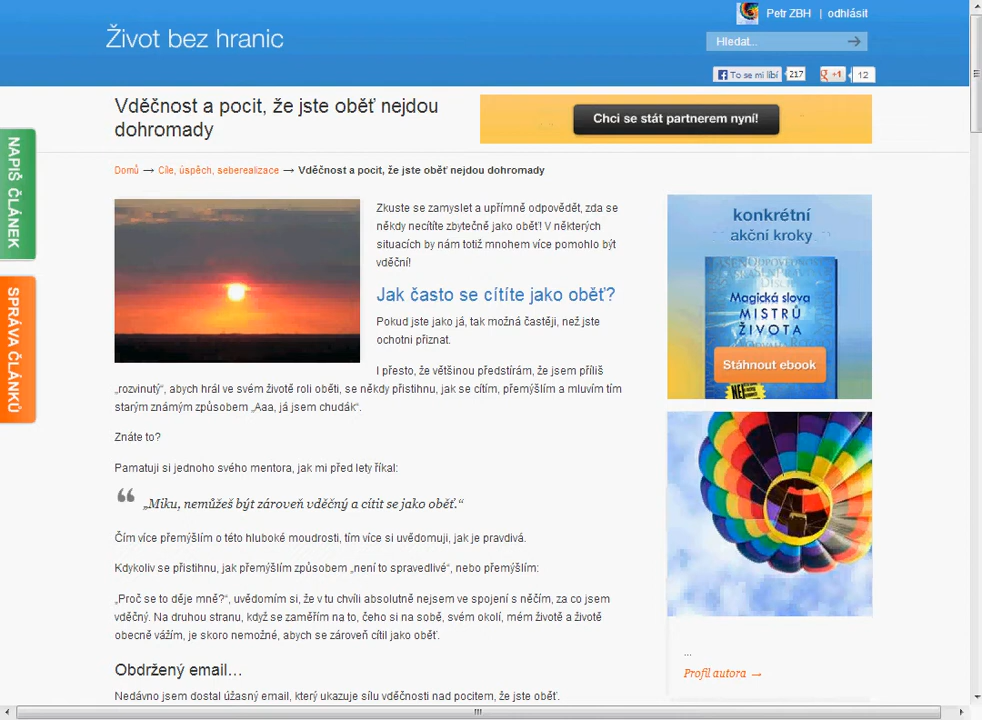 Petr ZBH | odhlásit
Život bez hranic
Hledat...
To se mi líbí 217 +1 12
Vděčnost a pocit, že jste oběť nejdou
dohromady
Chci se stát partnerem nyní!
NAPIŠ ČLÁNEK
SPRÁVA ČLÁNKŮ
Domů → Cíle, úspěch, seberealizace → Vděčnost a pocit, že jste oběť nejdou dohromady
Zkuste se zamyslet a upřímně odpovědět, zda se
někdy necítíte zbytečně jako oběť! V některých
situacích by nám totiž mnohem více pomohlo být
vděční!
Jak často se cítíte jako oběť?
Pokud jste jako já, tak možná častěji, než jste
ochotni přiznat.
I přesto, že většinou předstírám, že jsem příliš
„rozvinutý“, abych hrál ve svém životě roli oběti, se někdy přistihnu, jak se cítím, přemýšlím a mluvím tím
starým známým způsobem „Aaa, já jsem chudák“.
Znáte to?
Pamatuji si jednoho svého mentora, jak mi před lety říkal:
“ „Miku, nemůžeš být zároveň vděčný a cítit se jako oběť.“
Čím více přemýšlím o této hluboké moudrosti, tím více si uvědomuji, jak je pravdivá.
Kdykoliv se přistihnu, jak přemýšlím způsobem „není to spravedlivé“, nebo přemýšlím:
„Proč se to děje mně?“, uvědomím si, že v tu chvíli absolutně nejsem ve spojení s něčím, za co jsem
vděčný. Na druhou stranu, když se zaměřím na to, čeho si na sobě, svém okolí, mém životě a životě
obecně vážím, je skoro nemožné, abych se zároveň cítil jako oběť.
Obdržený email…
Nedávno jsem dostal úžasný email, který ukazuje sílu vděčnosti nad pocitem, že jste oběť.
konkrétní
akční kroky
Magická slova
MISTRŮ
ŽIVOTA
Stáhnout ebook
...
Profil autora →